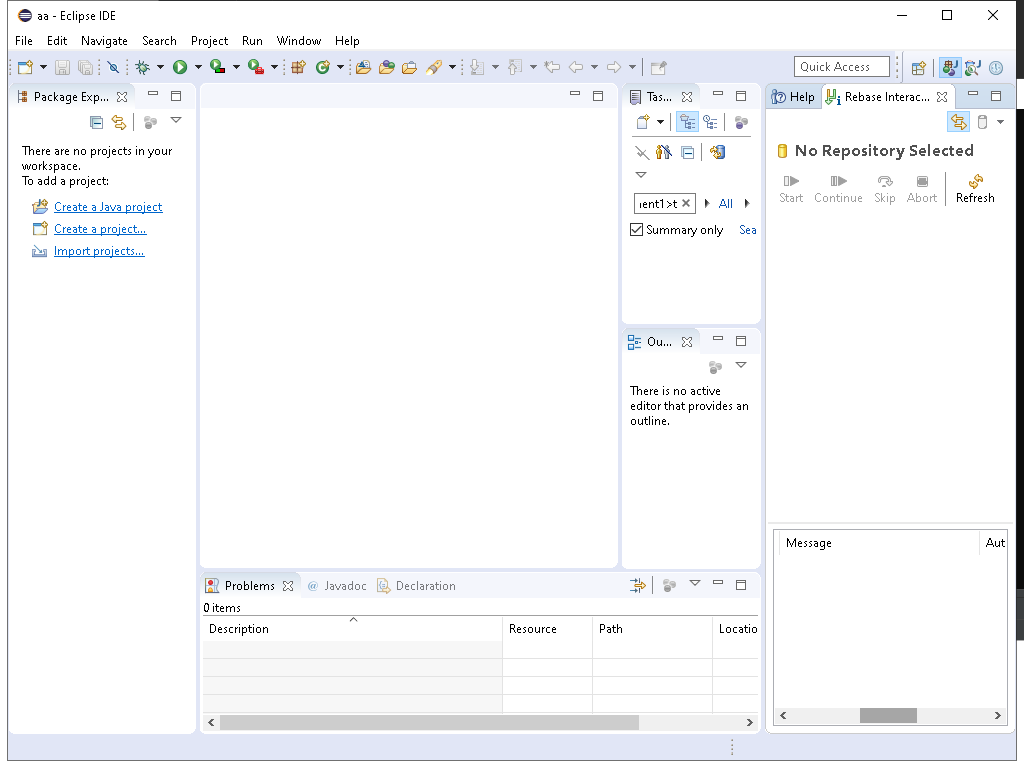 aa - Eclipse IDE
File Edit Navigate Search Project Run Window Help
Quick Access
Package Exp...
There are no projects in your
workspace.
To add a project:
Create a Java project
Create a project...
Import projects...
Tas...
ient1>t All
Summary only Sea
Ou...
There is no active
editor that provides an
outline.
Help Rebase Interac...
No Repository Selected
Start Continue Skip Abort Refresh
Message Aut
Problems @ Javadoc Declaration
0 items
Description Resource Path Locatio